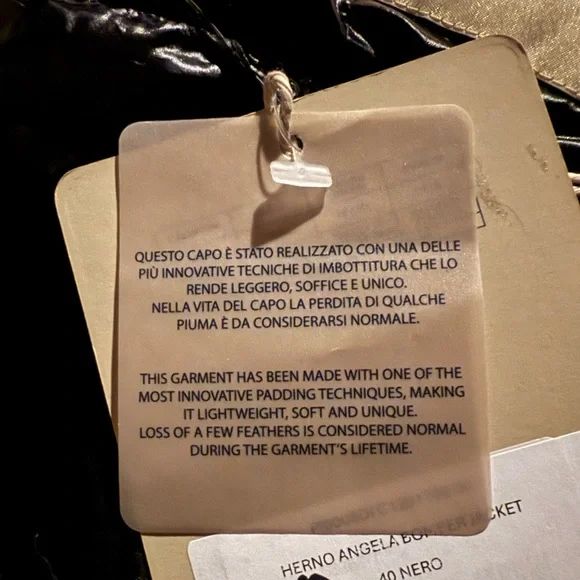 QUESTO CAPO È STATO REALIZZATO CON UNA DELLE
PIÙ INNOVATIVE TECNICHE DI IMBOTTITURA CHE LO
RENDE LEGGERO, SOFFICE E UNICO.
NELLA VITA DEL CAPO LA PERDITA DI QUALCHE
PIUMA È DA CONSIDERARSI NORMALE.
THIS GARMENT HAS BEEN MADE WITH ONE OF THE
MOST INNOVATIVE PADDING TECHNIQUES, MAKING
IT LIGHTWEIGHT, SOFT AND UNIQUE.
LOSS OF A FEW FEATHERS IS CONSIDERED NORMAL
DURING THE GARMENT'S LIFETIME.
HERNO ANGELA
40 NERO